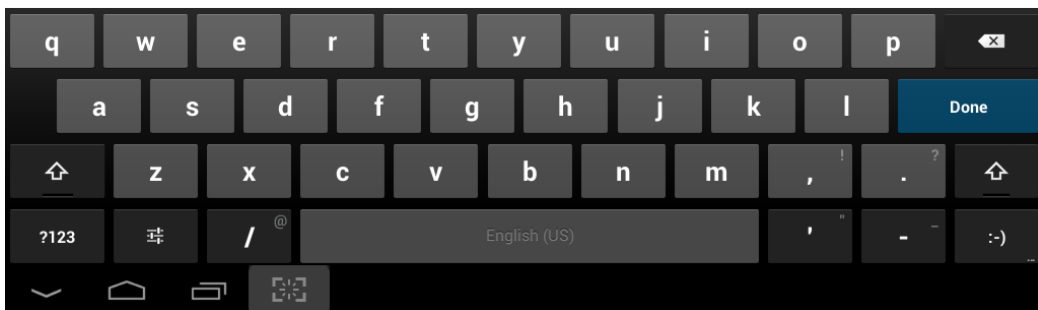 q w e r t y u i o p
a s d f g h j k l Done
z x c v b n m , ! . ?
?123 / @ English (US) ' " - _ :-) ...